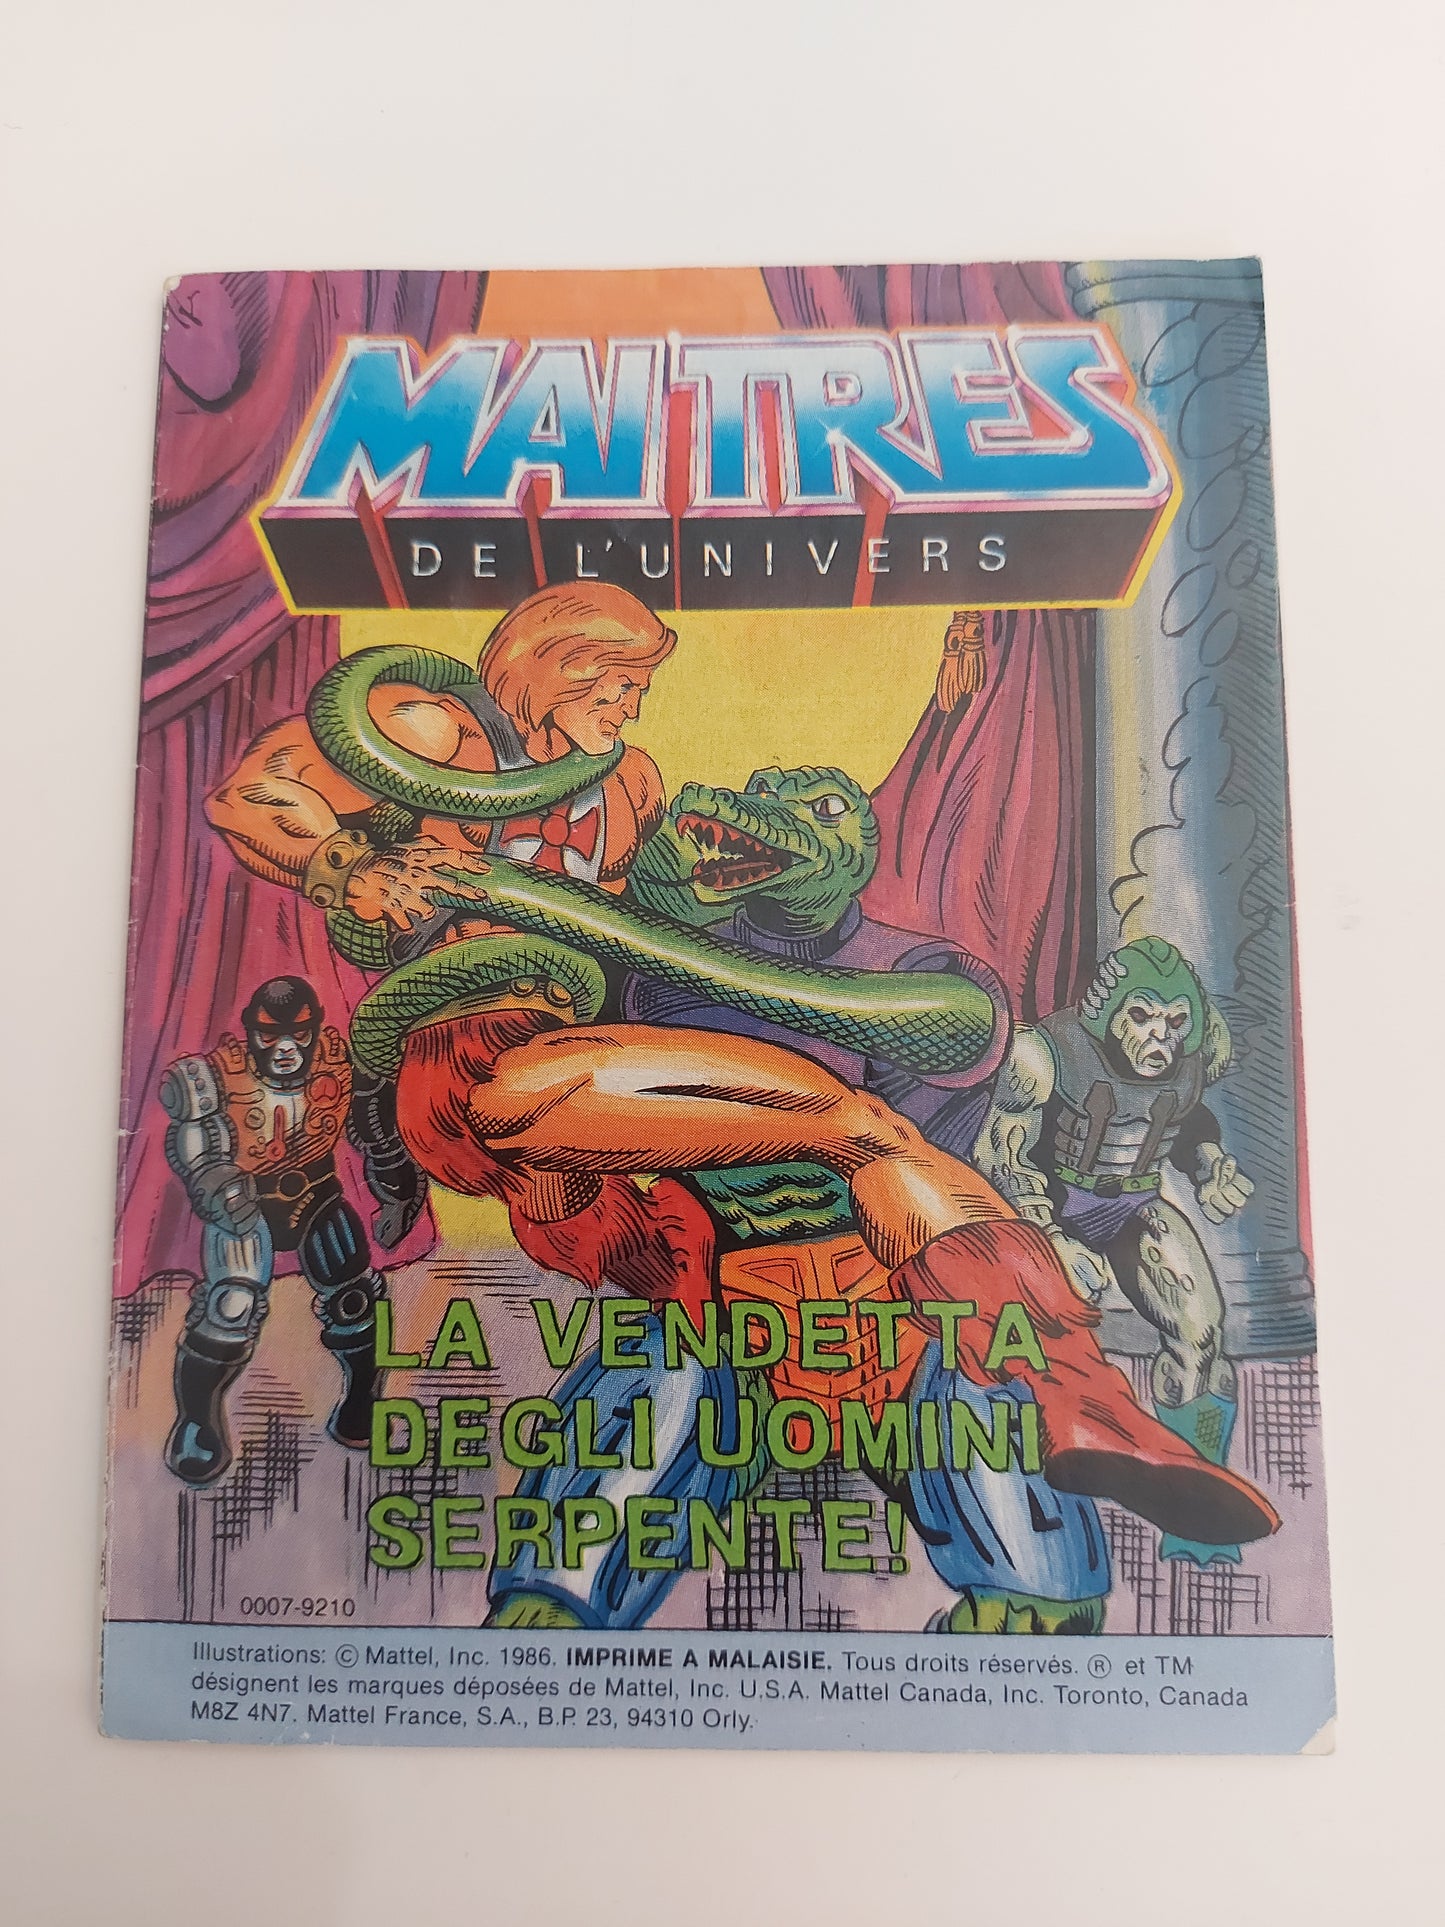 MAITRES
DE L'UNIVERS
LA VENDETTA
DEGLI UOMINI
SERPENTE!
0007-9210
Illustrations: © Mattel, Inc. 1986. IMPRIME A MALAISIE. Tous droits réservés. ® et TM
désignent les marques déposées de Mattel, Inc. U.S.A. Mattel Canada, Inc. Toronto, Canada
M8Z 4N7. Mattel France, S.A., B.P. 23, 94310 Orly.